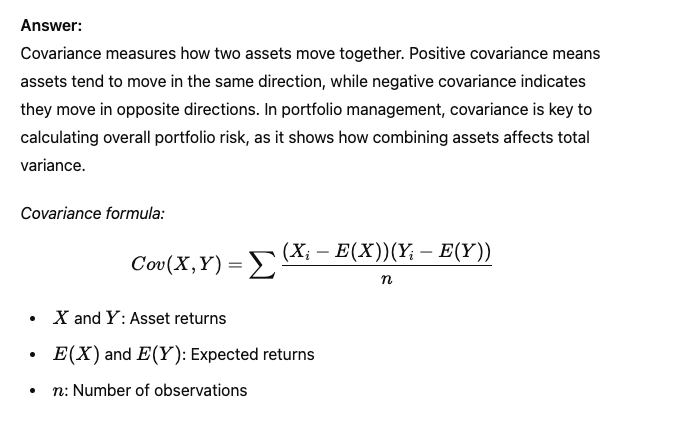 Answer:
Covariance measures how two assets move together. Positive covariance means
assets tend to move in the same direction, while negative covariance indicates
they move in opposite directions. In portfolio management, covariance is key to
calculating overall portfolio risk, as it shows how combining assets affects total
variance.
Covariance formula:
Cov(X, Y) = ∑ (X_i − E(X))(Y_i − E(Y)) / n
• X and Y: Asset returns
• E(X) and E(Y): Expected returns
• n: Number of observations